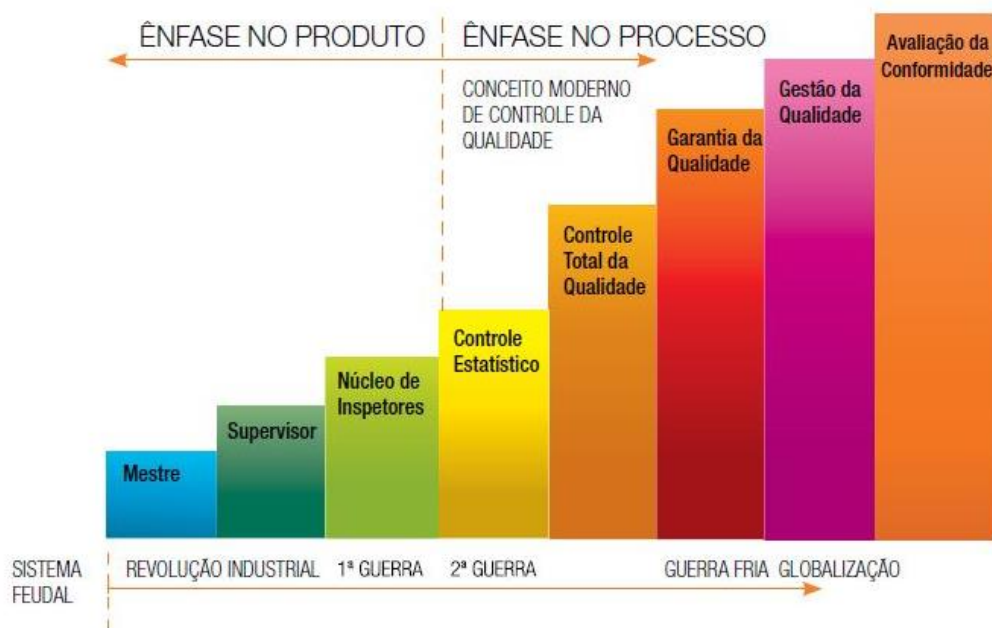 ÊNFASE NO PRODUTO
ÊNFASE NO PROCESSO
CONCEITO MODERNO
DE CONTROLE DA
QUALIDADE
Mestre
Supervisor
Núcleo de
Inspetores
Controle
Estatístico
Controle
Total da
Qualidade
Garantia da
Qualidade
Gestão da
Qualidade
Avaliação da
Conformidade
SISTEMA
FEUDAL
REVOLUÇÃO INDUSTRIAL
1ª GUERRA
2ª GUERRA
GUERRA FRIA
GLOBALIZAÇÃO